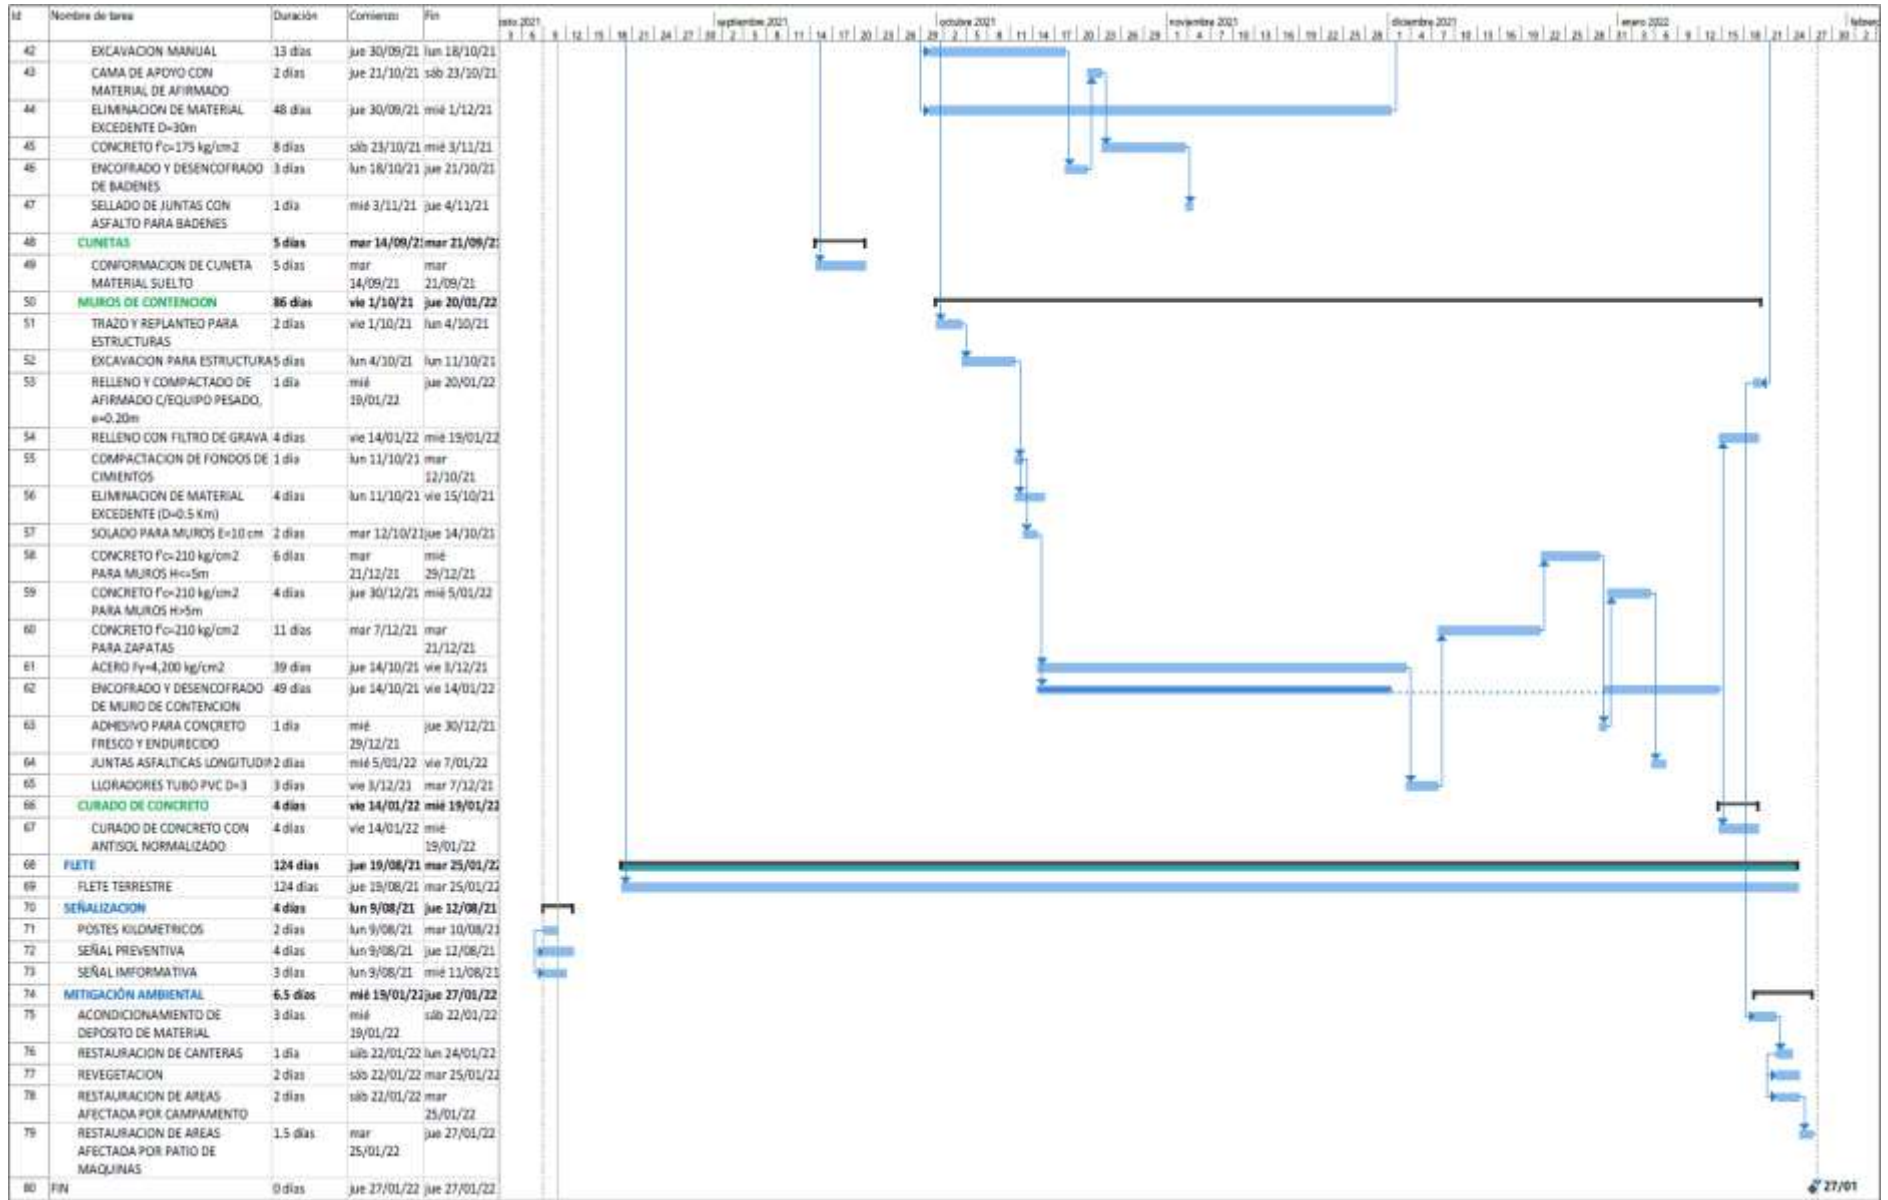 Id Nombre de tarea Duración Comienzo Fin
2021 septiembre 2021 octubre 2021 noviembre 2021 diciembre 2021 enero 2022
42 EXCAVACION MANUAL 13 días jue 30/09/21 lun 18/10/21
43 CAMA DE APOYO CON 2 días jue 21/10/21 sáb 23/10/21
MATERIAL DE AFIRMADO
44 ELIMINACION DE MATERIAL 48 días jue 30/09/21 mié 1/12/21
EXCEDENTE D=30m
45 CONCRETO f'c=175 kg/cm2 8 días sáb 23/10/21 mié 3/11/21
46 ENCOFRADO Y DESENCOFRADO 3 días lun 18/10/21 jue 21/10/21
DE BADENES
47 SELLADO DE JUNTAS CON 1 día mié 3/11/21 jue 4/11/21
ASFALTO PARA BADENES
48 CUNETAS 5 días mar 14/09/21 mar 21/09/21
49 CONFORMACION DE CUNETA 5 días mar mar
MATERIAL SUELTO 14/09/21 21/09/21
50 MUROS DE CONTENCION 86 días vie 1/10/21 jue 20/01/22
51 TRAZO Y REPLANTEO PARA 2 días vie 1/10/21 lun 4/10/21
ESTRUCTURAS
52 EXCAVACION PARA ESTRUCTURA 5 días lun 4/10/21 lun 11/10/21
53 RELLENO Y COMPACTADO DE 1 día mié jue 20/01/22
AFIRMADO C/EQUIPO PESADO, 19/01/22
e=0.20m
54 RELLENO CON FILTRO DE GRAVA 4 días vie 14/01/22 mié 19/01/22
55 COMPACTACION DE FONDOS DE 1 día lun 11/10/21 mar
CIMIENTOS 12/10/21
56 ELIMINACION DE MATERIAL 4 días lun 11/10/21 vie 15/10/21
EXCEDENTE (D=0.5 Km)
57 SOLADO PARA MUROS E=10 cm 2 días mar 12/10/21 jue 14/10/21
58 CONCRETO f'c=210 kg/cm2 6 días mar mié
PARA MUROS H<=5m 21/12/21 29/12/21
59 CONCRETO f'c=210 kg/cm2 4 días jue 30/12/21 mié 5/01/22
PARA MUROS H>5m
60 CONCRETO f'c=210 kg/cm2 11 días mar 7/12/21 mar
PARA ZAPATAS 21/12/21
61 ACERO Fy=4,200 kg/cm2 39 días jue 14/10/21 vie 3/12/21
62 ENCOFRADO Y DESENCOFRADO 49 días jue 14/10/21 vie 14/01/22
DE MURO DE CONTENCION
63 ADHESIVO PARA CONCRETO 1 día mié jue 30/12/21
FRESCO Y ENDURECIDO 29/12/21
64 JUNTAS ASFALTICAS LONGITUDIN 2 días mié 5/01/22 vie 7/01/22
65 LLORADORES TUBO PVC D=3 3 días vie 3/12/21 mar 7/12/21
66 CURADO DE CONCRETO 4 días vie 14/01/22 mié 19/01/22
67 CURADO DE CONCRETO CON 4 días vie 14/01/22 mié
ANTISOL NORMALIZADO 19/01/22
68 FLETE 124 días jue 19/08/21 mar 25/01/22
69 FLETE TERRESTRE 124 días jue 19/08/21 mar 25/01/22
70 SEÑALIZACION 4 días lun 9/08/21 jue 12/08/21
71 POSTES KILOMETRICOS 2 días lun 9/08/21 mar 10/08/21
72 SEÑAL PREVENTIVA 4 días lun 9/08/21 jue 12/08/21
73 SEÑAL IMFORMATIVA 3 días lun 9/08/21 mié 11/08/21
74 MITIGACIÓN AMBIENTAL 6.5 días mié 19/01/22 jue 27/01/22
75 ACONDICIONAMIENTO DE 3 días mié sáb 22/01/22
DEPOSITO DE MATERIAL 19/01/22
76 RESTAURACION DE CANTERAS 1 día sáb 22/01/22 lun 24/01/22
77 REVEGETACION 2 días sáb 22/01/22 mar 25/01/22
78 RESTAURACION DE AREAS 2 días sáb 22/01/22 mar
AFECTADA POR CAMPAMENTO 25/01/22
79 RESTAURACION DE AREAS 1.5 días mar jue 27/01/22
AFECTADA POR PATIO DE 25/01/22
MAQUINAS
80 FIN 0 días jue 27/01/22 jue 27/01/22
27/01